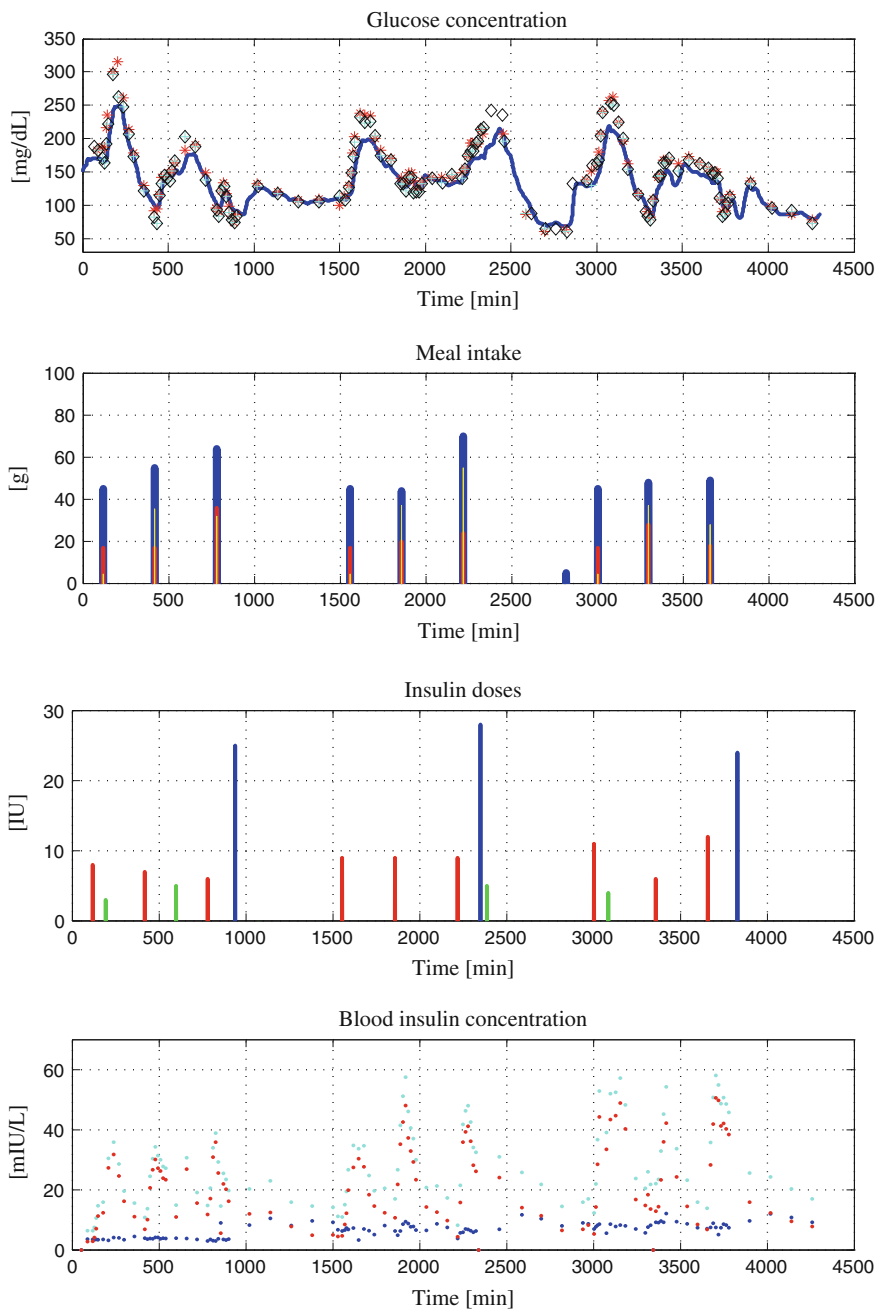 Glucose concentration
350
300
250
200
150
100
50
[mg/dL]
0 500 1000 1500 2000 2500 3000 3500 4000 4500
Time [min]
Meal intake
100
80
60
40
20
0
[g]
0 500 1000 1500 2000 2500 3000 3500 4000 4500
Time [min]
Insulin doses
30
20
10
0
[IU]
0 500 1000 1500 2000 2500 3000 3500 4000 4500
Time [min]
Blood insulin concentration
60
40
20
0
[mIU/L]
0 500 1000 1500 2000 2500 3000 3500 4000 4500
Time [min]